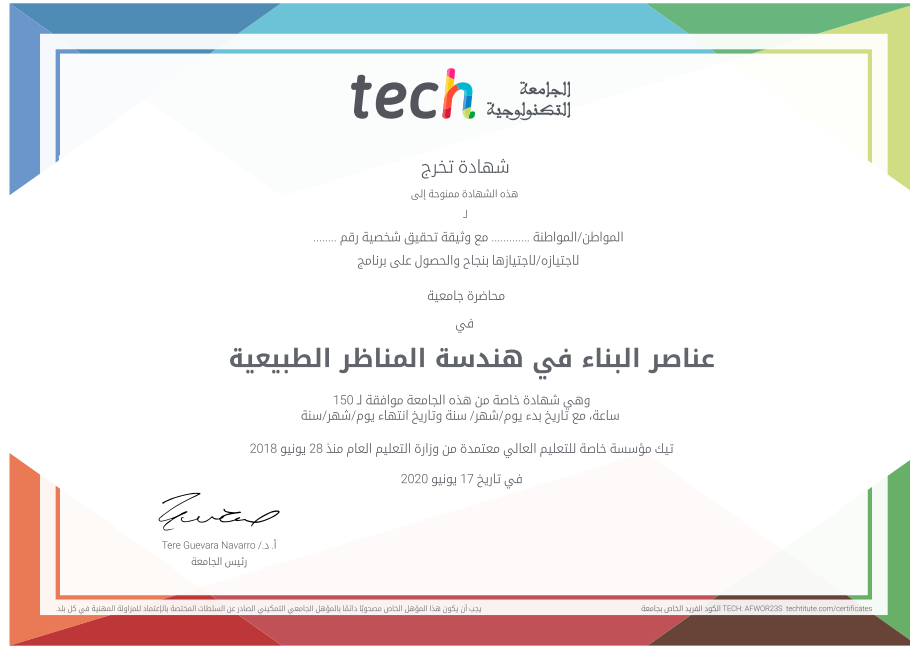 tech الجامعة
التكنولوجية
شهادة تخرج
هذه الشهادة ممنوحة إلى
لـ
المواطن/المواطنة ............. مع وثيقة تحقيق شخصية رقم ........
لاجتيازه/لاجتيازها بنجاح والحصول على برنامج
محاضرة جامعية
في
عناصر البناء في هندسة المناظر الطبيعية
وهي شهادة خاصة من هذه الجامعة موافقة لـ 150
ساعة، مع تاريخ بدء يوم/شهر/ سنة وتاريخ انتهاء يوم/شهر/سنة
تيك مؤسسة خاصة للتعليم العالي معتمدة من وزارة التعليم العام منذ 28 يونيو 2018
في تاريخ 17 يونيو 2020
أ. د./ Tere Guevara Navarro
رئيس الجامعة
يجب أن يكون هذا المؤهل الخاص مصحوبًا دائمًا بالمؤهل الجامعي التمكيني الصادر عن السلطات المختصة بالإعتماد للمزاولة المهنية في كل بلد.
الكود الفريد الخاص بجامعة TECH: AFWOR23S techtitute.com/certificates